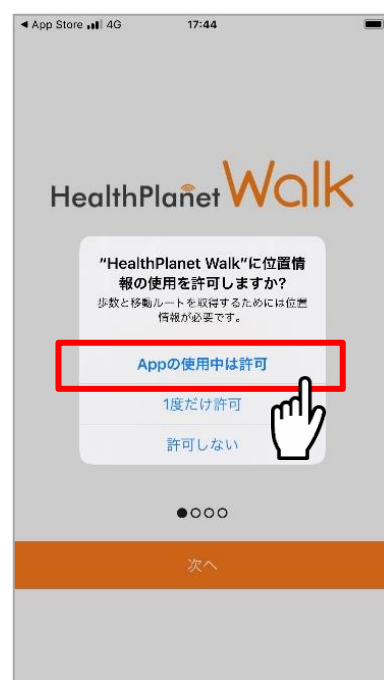 ◀ App Store 4G 17:44
HealthPlanet Walk
"HealthPlanet Walk"に位置情
報の使用を許可しますか?
歩数と移動ルートを取得するためには位置
情報が必要です。
Appの使用中は許可
1度だけ許可
許可しない
次へ